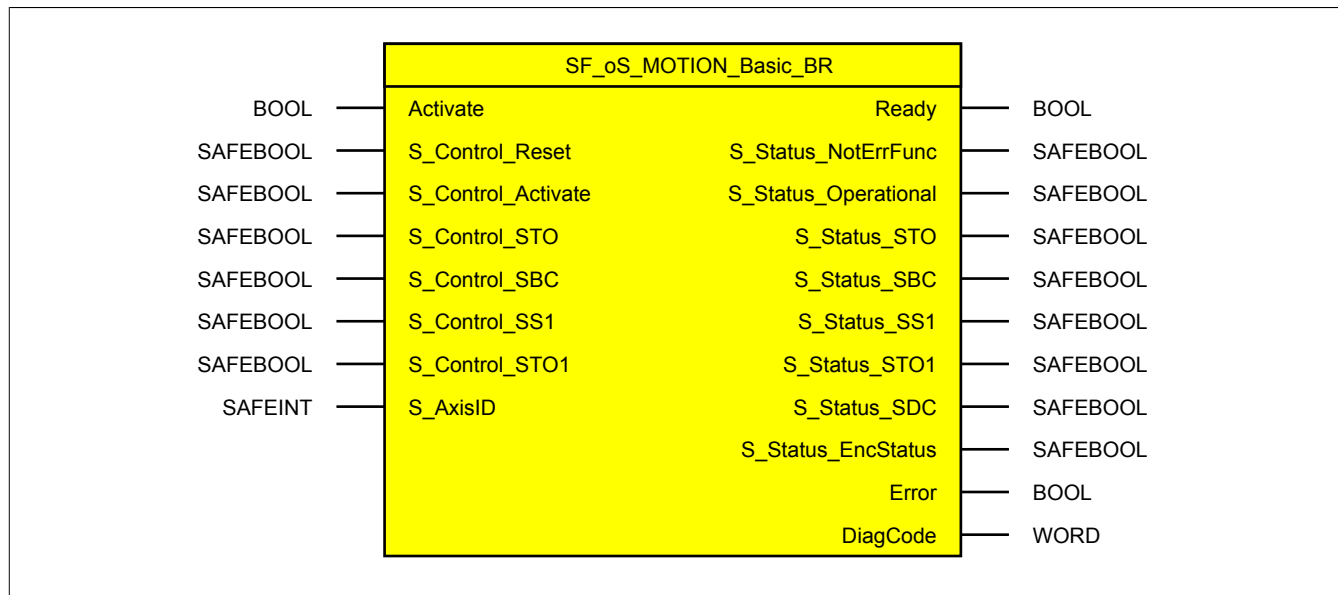 SF_oS_MOTION_Basic_BR
BOOL Activate Ready BOOL
SAFEBOOL S_Control_Reset S_Status_NotErrFunc SAFEBOOL
SAFEBOOL S_Control_Activate S_Status_Operational SAFEBOOL
SAFEBOOL S_Control_STO S_Status_STO SAFEBOOL
SAFEBOOL S_Control_SBC S_Status_SBC SAFEBOOL
SAFEBOOL S_Control_SS1 S_Status_SS1 SAFEBOOL
SAFEBOOL S_Control_STO1 S_Status_STO1 SAFEBOOL
SAFEINT S_AxisID S_Status_SDC SAFEBOOL
S_Status_EncStatus SAFEBOOL
Error BOOL
DiagCode WORD